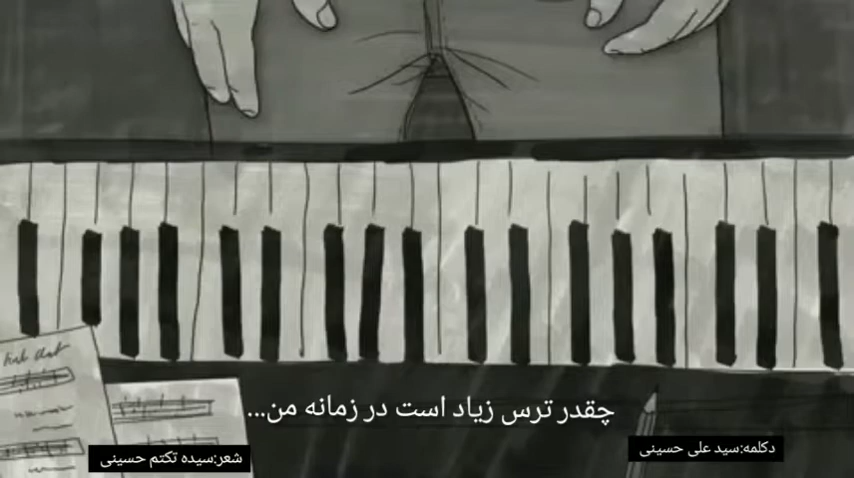 چقدر ترس زیاد است در زمانه من...
دکلمه:سید علی حسینی
شعر:سیده تکتم حسینی